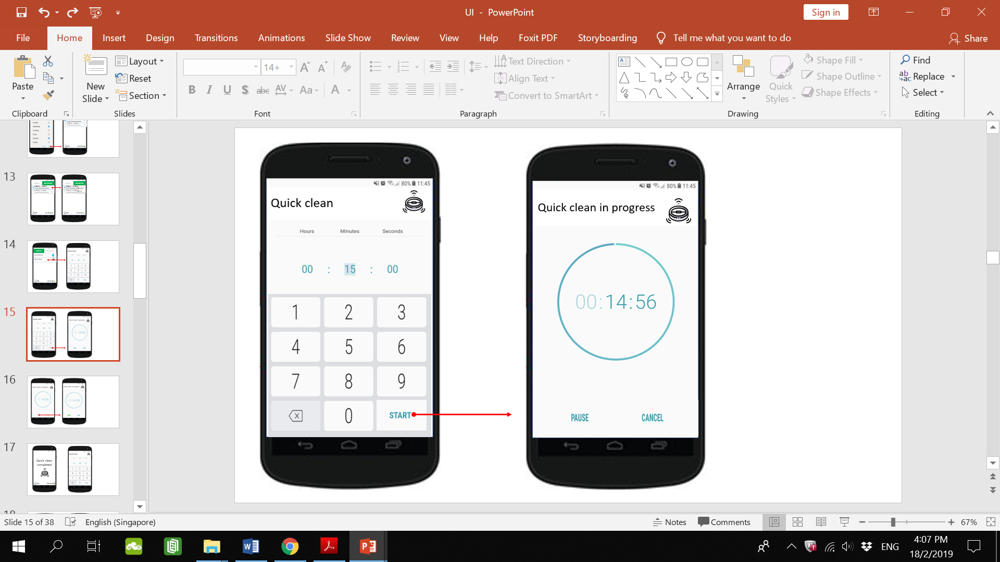 UI - PowerPoint
Sign in
File Home Insert Design Transitions Animations Slide Show Review View Help Foxit PDF Storyboarding Tell me what you want to do Share
Paste
Clipboard
New Slide
Layout
Reset
Section
Slides
14+
B I U S abc AV Aa A
Font
Text Direction
Align Text
Convert to SmartArt
Paragraph
Arrange
Quick Styles
Shape Fill
Shape Outline
Shape Effects
Drawing
Find
Replace
Select
Editing
13
14
15
16
17
Quick clean
completed
Quick clean
80% 11:45
Quick clean
Hours Minutes Seconds
00 : 15 : 00
1 2 3
4 5 6
7 8 9
0 START
80% 11:45
Quick clean in progress
00:14:56
PAUSE CANCEL
Slide 15 of 38 English (Singapore) Notes Comments 67%
ENG
4:07 PM
18/2/2019